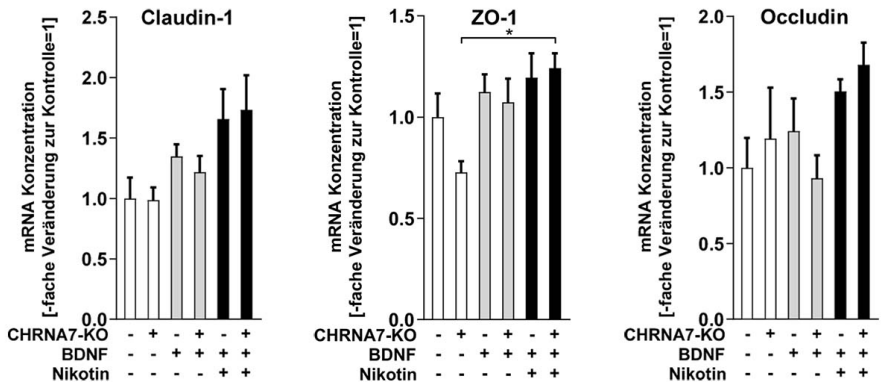 Claudin-1
mRNA Konzentration
[-fache Veränderung zur Kontrolle=1]
2.5
2.0
1.5
1.0
0.5
0.0
CHRNA7-KO - + - + - +
BDNF - - + + + +
Nikotin - - - - + +
ZO-1
*
mRNA Konzentration
[-fache Veränderung zur Kontrolle=1]
1.5
1.0
0.5
0.0
CHRNA7-KO - + - + - +
BDNF - - + + + +
Nikotin - - - - + +
Occludin
mRNA Konzentration
[-fache Veränderung zur Kontrolle=1]
2.0
1.5
1.0
0.5
0.0
CHRNA7-KO - + - + - +
BDNF - - + + + +
Nikotin - - - - + +